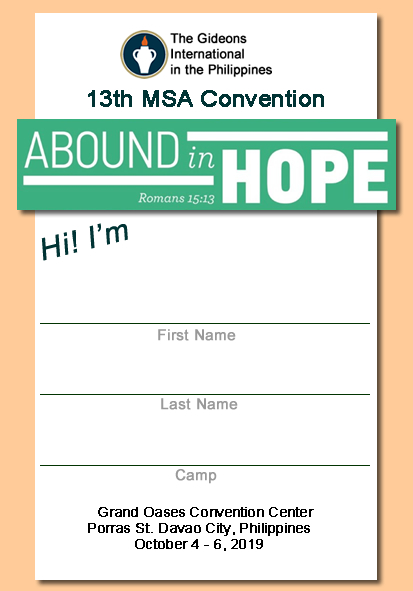 The Gideons
International
in the Philippines
13th MSA Convention
ABOUND in
HOPE
Romans 15:13
Hi! I'm
First Name
Last Name
Camp
Grand Oases Convention Center
Porras St. Davao City, Philippines
October 4 - 6, 2019